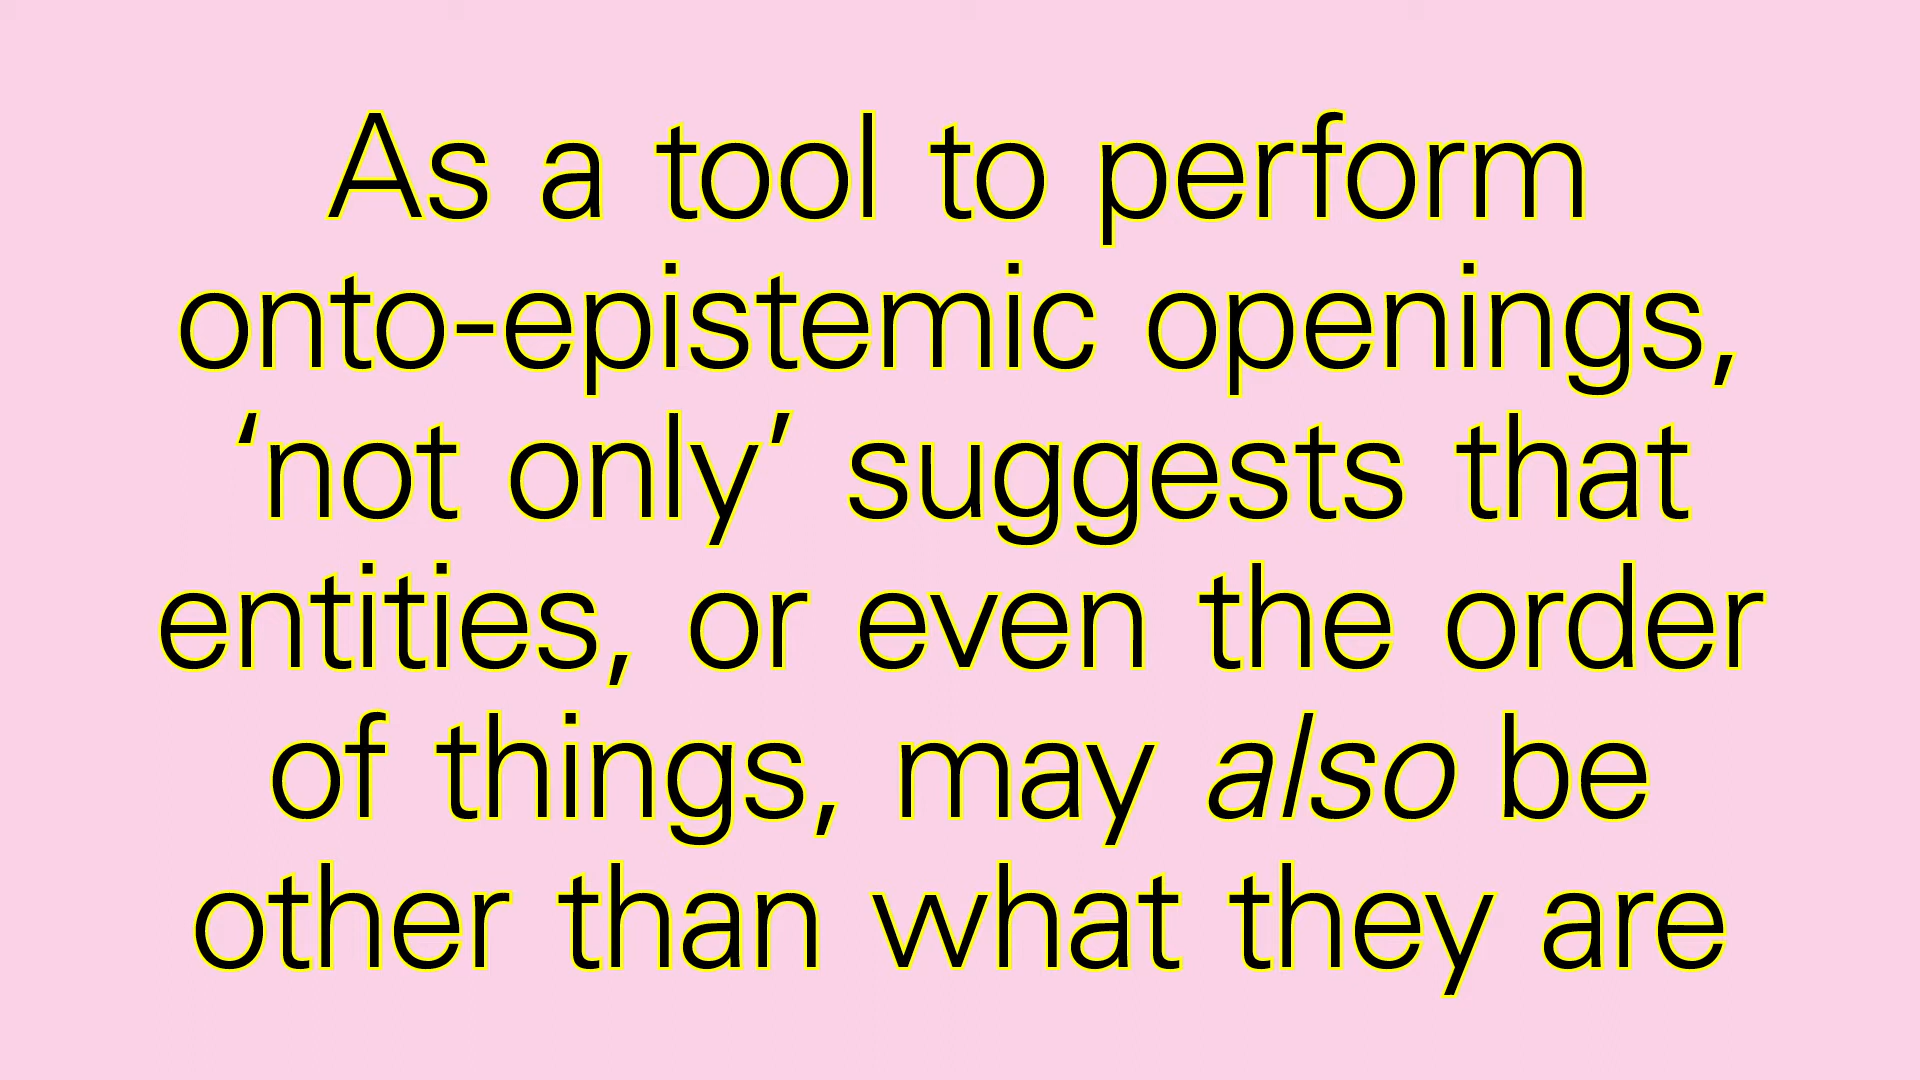 As a tool to perform
onto-epistemic openings,
‘not only’ suggests that
entities, or even the order
of things, may also be
other than what they are